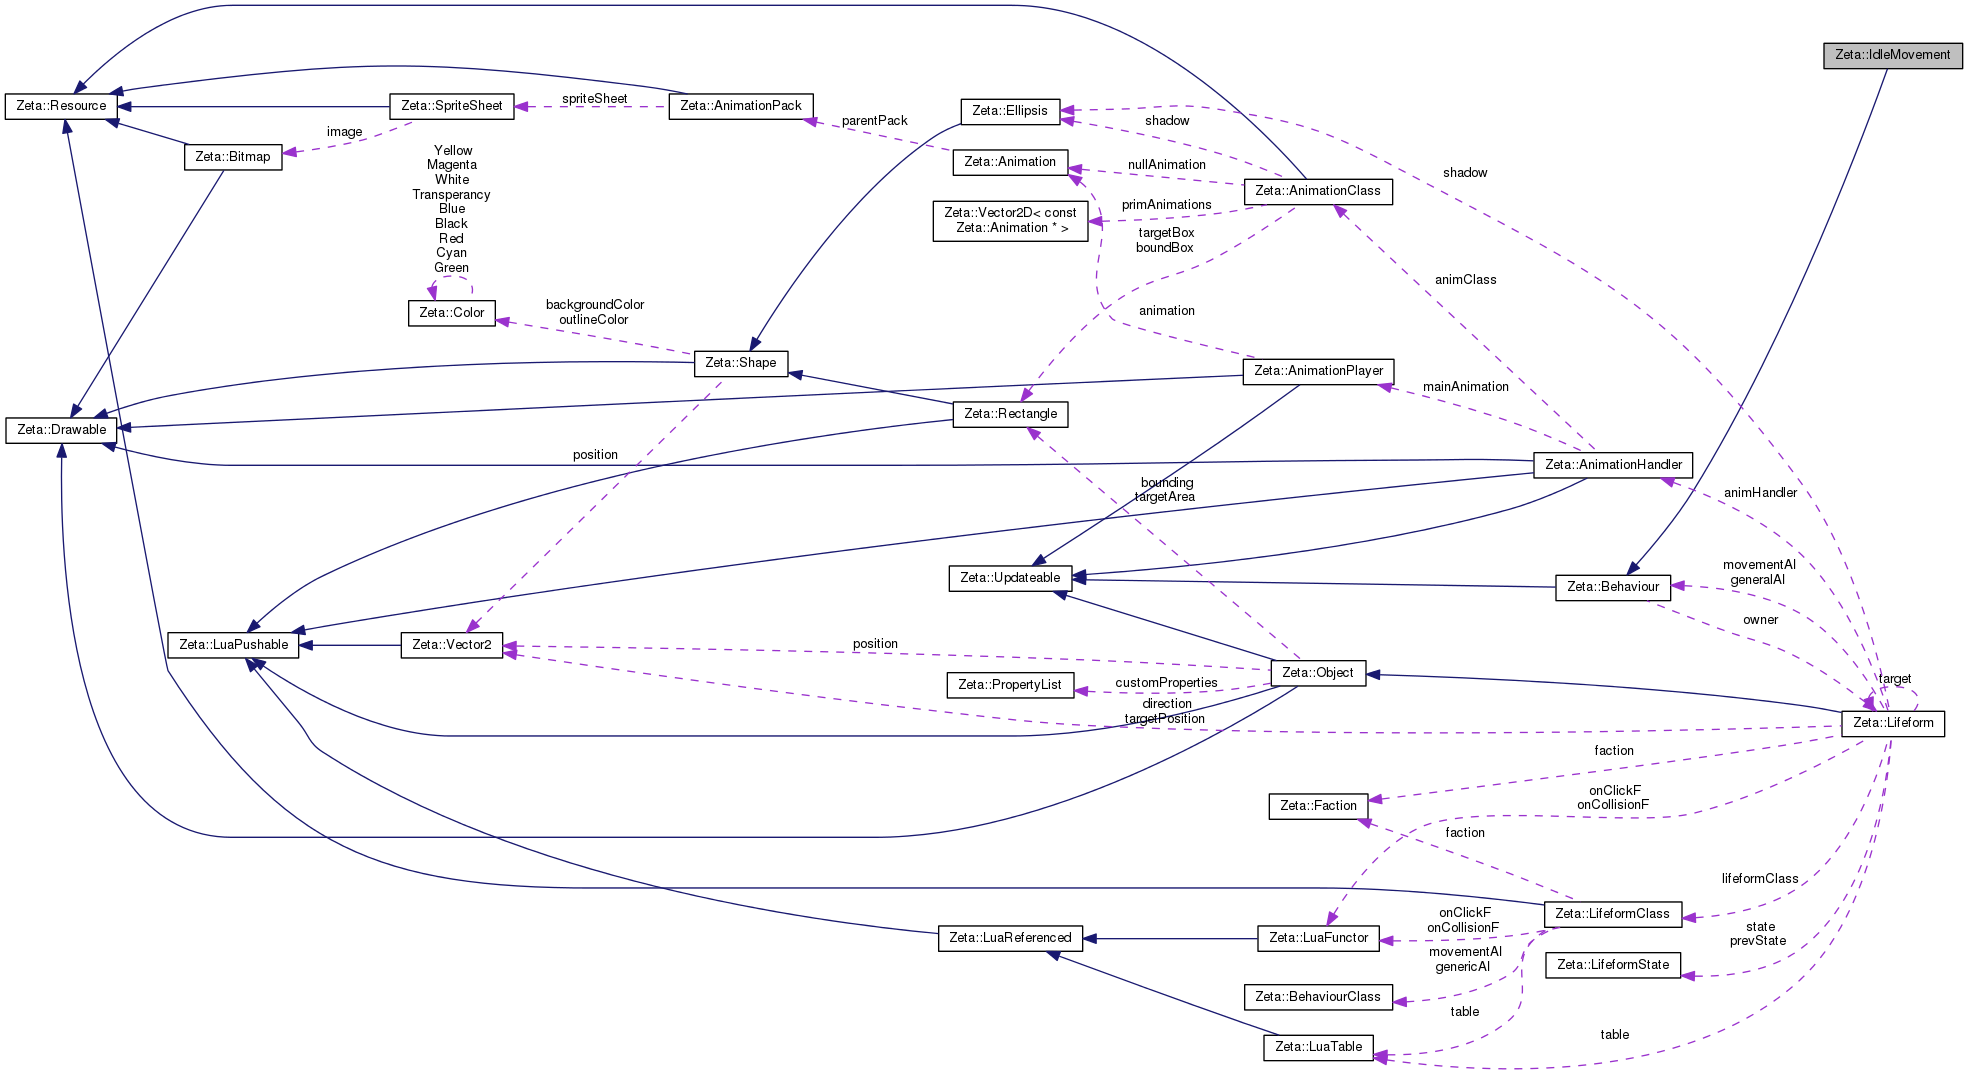 Zeta::IdleMovement
Zeta::Resource
Zeta::SpriteSheet
spriteSheet
Zeta::AnimationPack
Zeta::Ellipsis
shadow
parentPack
image
Zeta::Bitmap
Yellow
Magenta
White
Transperancy
Blue
Black
Red
Cyan
Green
Zeta::Animation
nullAnimation
shadow
Zeta::AnimationClass
Zeta::Vector2D< const
Zeta::Animation * >
primAnimations
targetBox
boundBox
animClass
Zeta::Color
backgroundColor
outlineColor
animation
Zeta::Shape
Zeta::AnimationPlayer
mainAnimation
Zeta::Rectangle
Zeta::Drawable
position
Zeta::AnimationHandler
bounding
targetArea
animHandler
Zeta::Updateable
movementAI
generalAI
Zeta::Behaviour
owner
Zeta::LuaPushable
Zeta::Vector2
position
Zeta::Object
target
Zeta::PropertyList
customProperties
direction
targetPosition
Zeta::Lifeform
faction
onClickF
onCollisionF
Zeta::Faction
faction
lifeformClass
Zeta::LifeformClass
onClickF
onCollisionF
Zeta::LuaReferenced
Zeta::LuaFunctor
state
prevState
movementAI
genericAI
Zeta::LifeformState
Zeta::BehaviourClass
table
table
Zeta::LuaTable